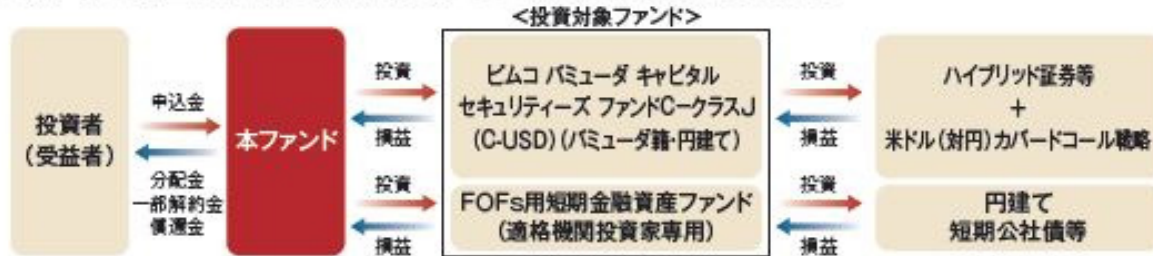 <投資対象ファンド>
投資者
(受益者)
申込金
分配金
一部解約金
償還金
本ファンド
投資
損益
ピムコ バミューダ キャピタル
セキュリティーズ ファンドC－クラスJ
(C-USD)(バミューダ籍・円建て)
投資
損益
ハイブリッド証券等
+
米ドル(対円)カバードコール戦略
投資
損益
FOFs用短期金融資産ファンド
(適格機関投資家専用)
投資
損益
円建て
短期公社債等